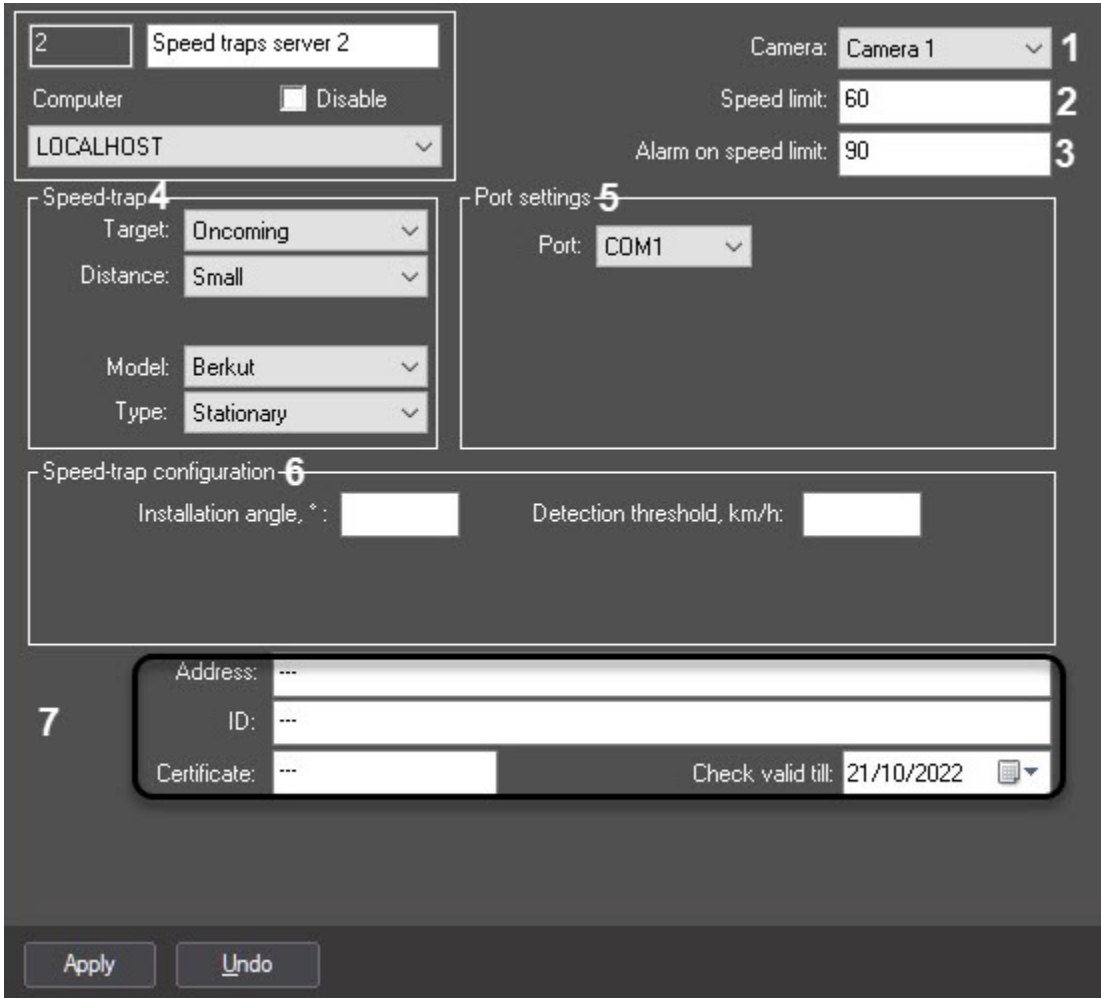 2 Speed traps server 2
Camera: Camera 1 1
Computer Disable
Speed limit: 60 2
LOCALHOST
Alarm on speed limit: 90 3
Speed-trap 4
Target: Oncoming
Distance: Small
Model: Berkut
Type: Stationary
Port settings 5
Port: COM1
Speed-trap configuration 6
Installation angle, °: Detection threshold, km/h:
7
Address: ---
ID: ---
Certificate: --- Check valid till: 21/10/2022
Apply Undo